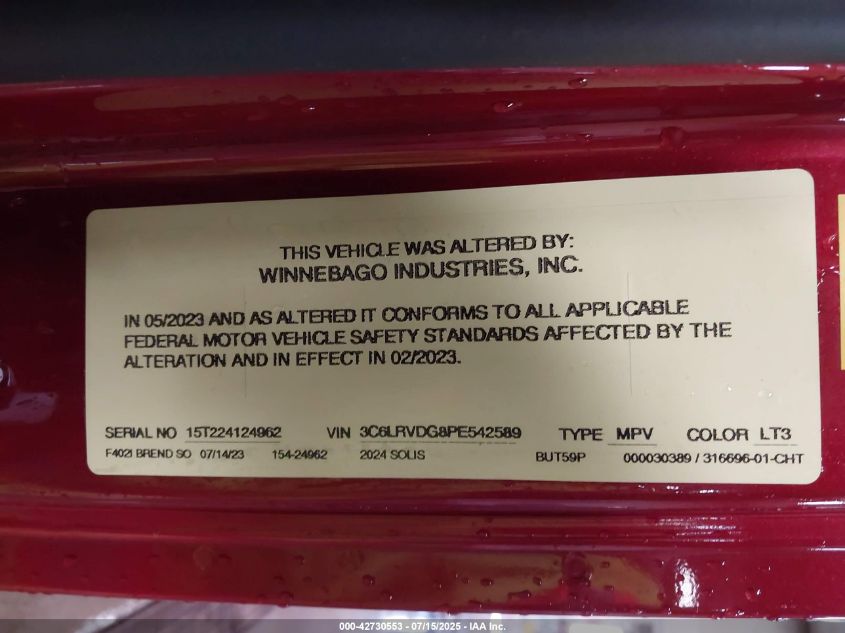 THIS VEHICLE WAS ALTERED BY:
WINNEBAGO INDUSTRIES, INC.
IN 05/2023 AND AS ALTERED IT CONFORMS TO ALL APPLICABLE
FEDERAL MOTOR VEHICLE SAFETY STANDARDS AFFECTED BY THE
ALTERATION AND IN EFFECT IN 02/2023.
SERIAL NO 15T224124962 VIN 3C6LRVDG8PE542589 TYPE MPV COLOR LT3
F402I BREND SO 07/14/23 154-24962 2024 SOLIS BUT59P 000030389 / 316696-01-CHT
000-42730553 - 07/15/2025 - IAA Inc.